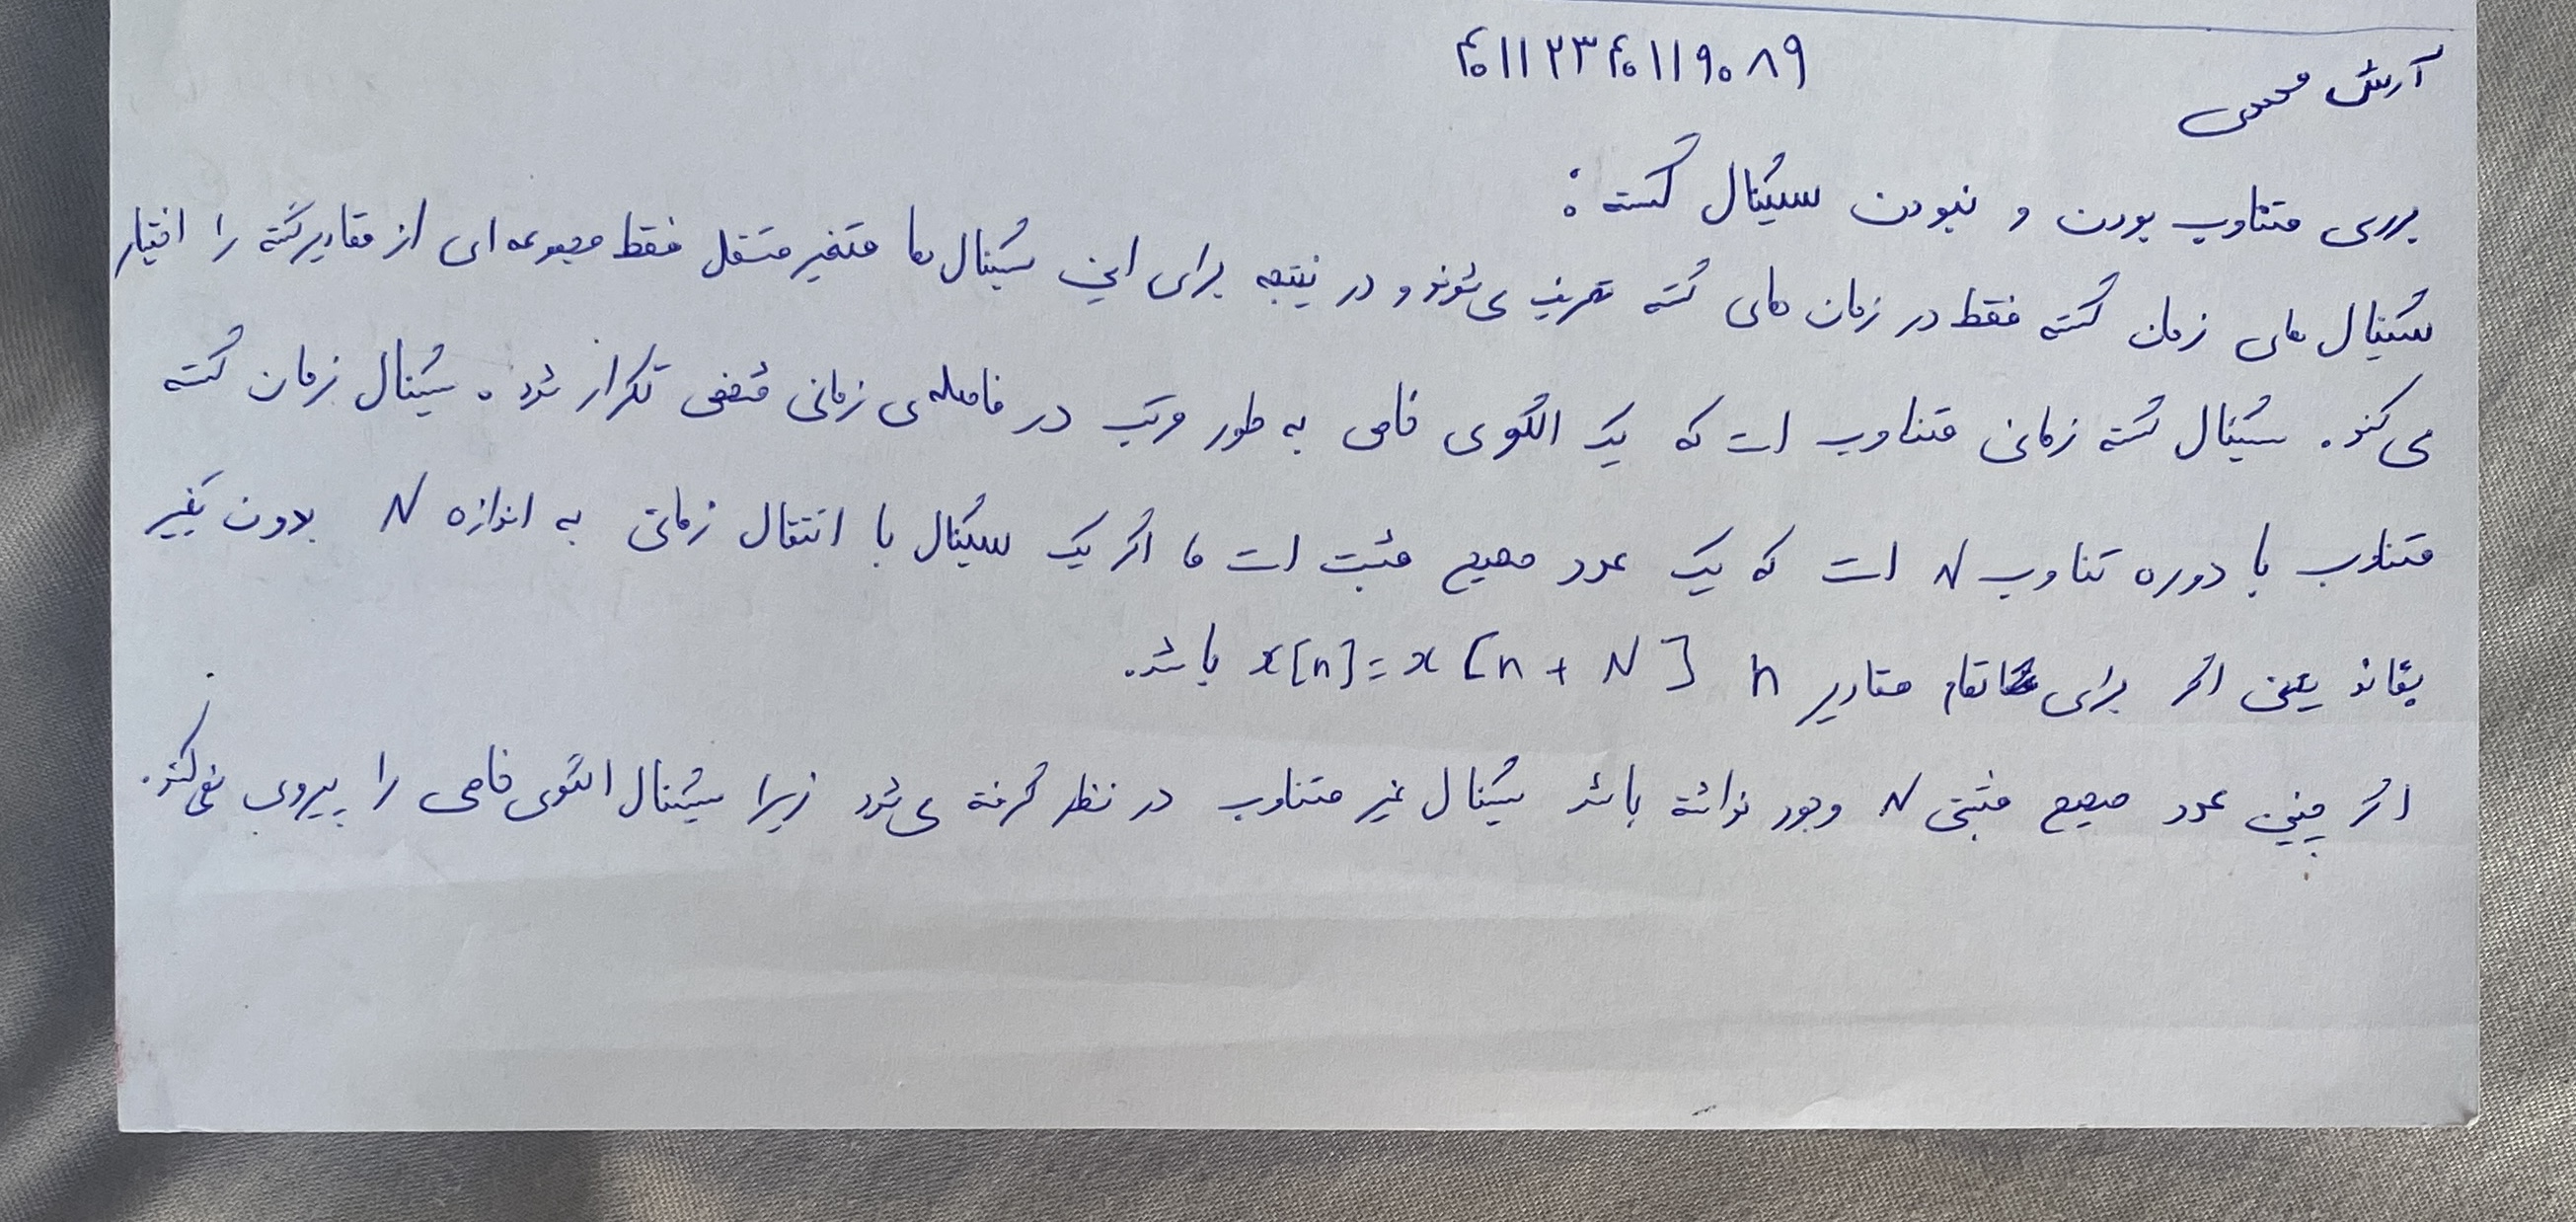 آرش محمدی
۴۰۱۱۲۳۴۰۱۱۹۰۸۹
بررسی متناوب بودن و نبودن سیگنال گسسته :
سیگنال های زمان گسسته فقط در زمان های گسسته تعریف می شوند و در نتیجه برای این سیگنال ها متغیر مستقل فقط مجموعه ای از مقادیر گسسته را اختیار
می کند . سیگنال گسسته زمانی متناوب است که یک الگوی خاص به طور مرتب در فاصله ی زمانی مشخص تکرار شود . سیگنال زمان گسسته
متناوب با دوره تناوب N است که یک عدد صحیح مثبت است ، اگر یک سیگنال با انتقال زمانی به اندازه N بدون تغییر
بماند یعنی اگر برای تمام مقادیر n x[n]=x[n+N] باشد.
اگر چنین عدد صحیح مثبتی N وجود نداشته باشد سیگنال غیر متناوب در نظر گرفته می شود زیرا سیگنال الگوی خاصی را پیروی نمی کند.